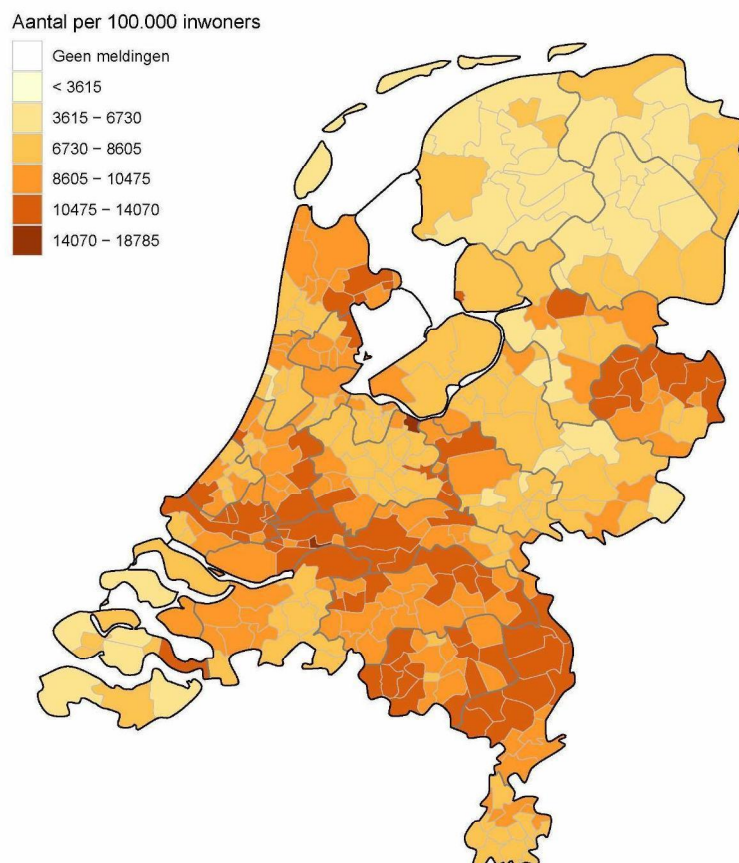 Aantal per 100.000 inwoners
Geen meldingen
< 3615
3615 − 6730
6730 − 8605
8605 − 10475
10475 − 14070
14070 − 18785